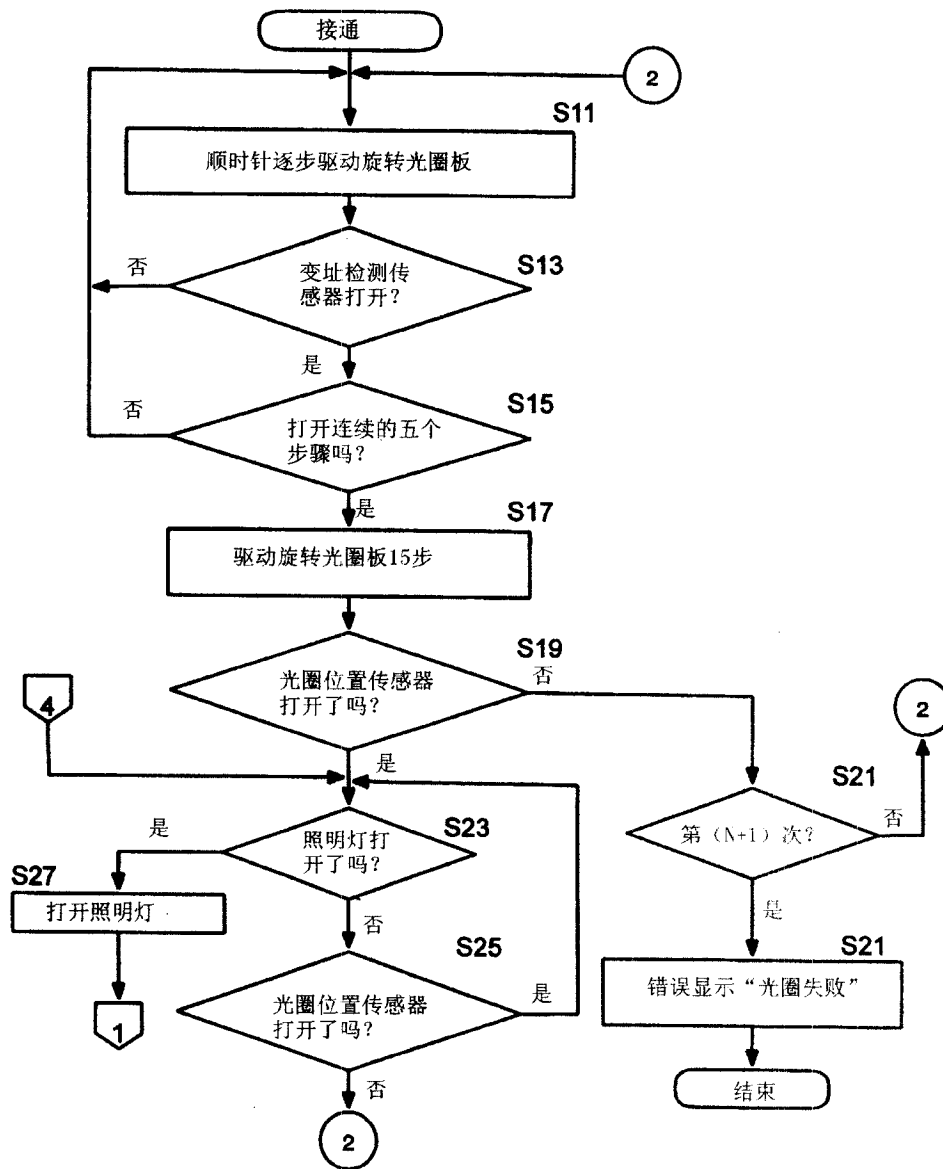 接通
2
S11
顺时针逐步驱动旋转光圈板
S13
变址检测传
感器打开?
否
是
S15
打开连续的五个
步骤吗?
否
是
S17
驱动旋转光圈板15步
S19
光圈位置传感器
打开了吗?
否
是
4
2
S21
第（N+1）次?
否
是
S23
照明灯打
开了吗?
是
否
S27
打开照明灯
1
S25
光圈位置传感器
打开了吗?
是
否
2
S21
错误显示“光圈失败”
结束